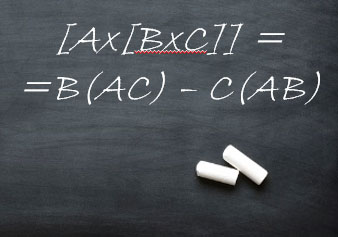 [Ax[BxC]] =
=B(AC) - C(AB)